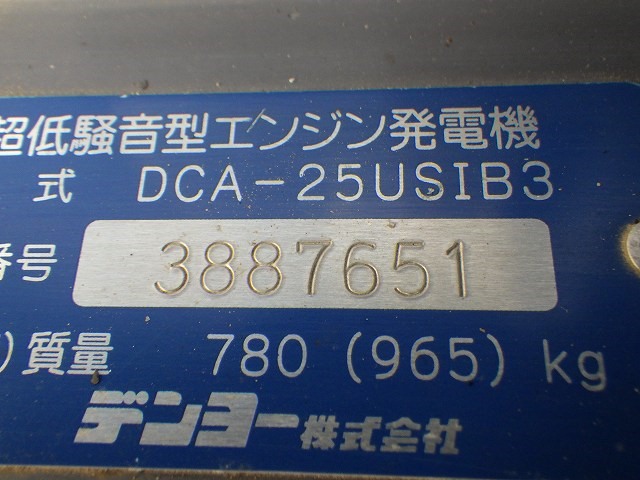 超低騒音型エンジン発電機
式 DCA-25USIB3
番号 3887651
)質量 780 (965) kg
デンヨー株式会社